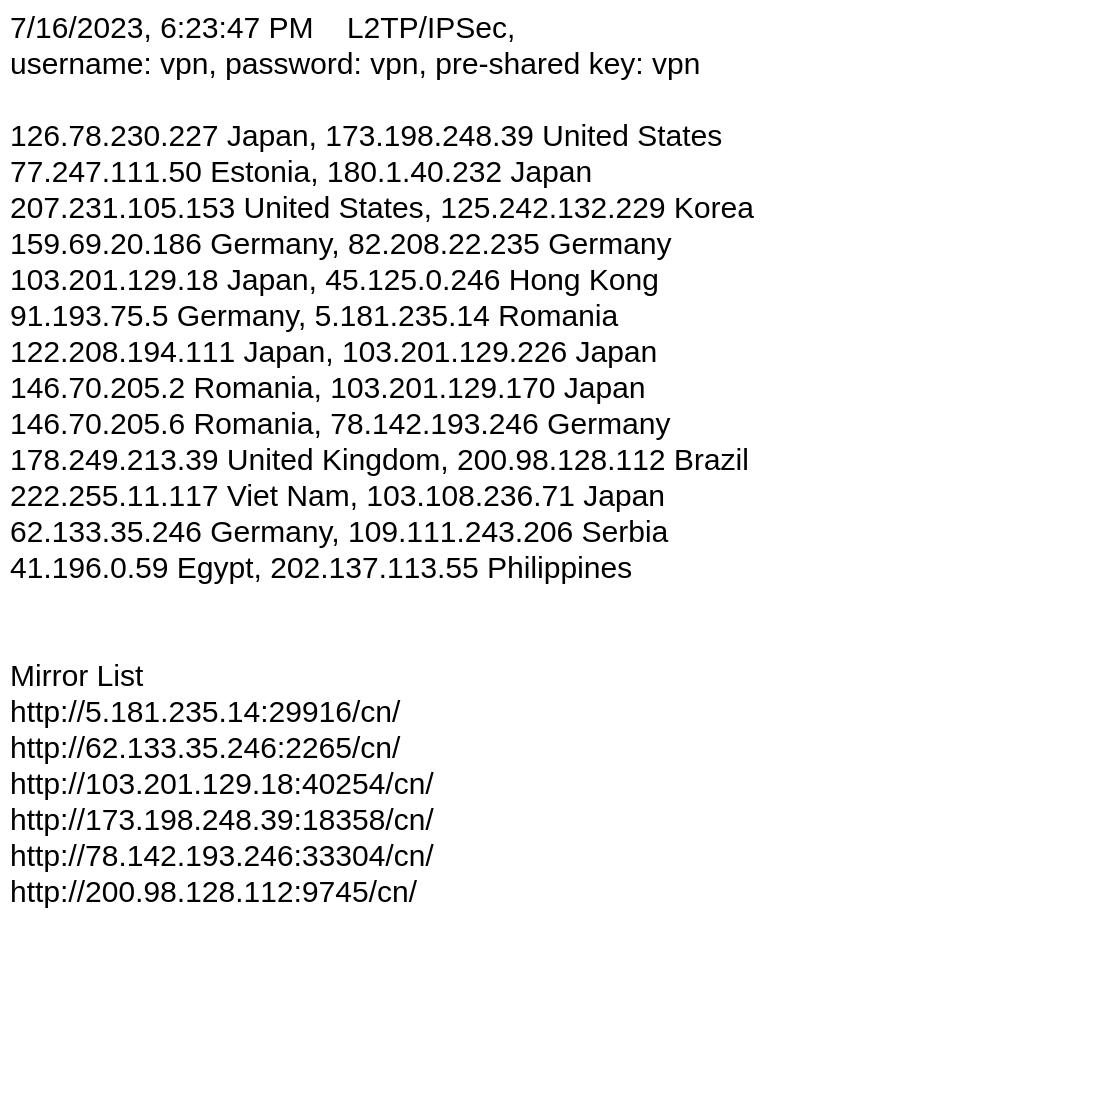 7/16/2023, 6:23:47 PM    L2TP/IPSec,
username: vpn, password: vpn, pre-shared key: vpn
126.78.230.227 Japan, 173.198.248.39 United States
77.247.111.50 Estonia, 180.1.40.232 Japan
207.231.105.153 United States, 125.242.132.229 Korea
159.69.20.186 Germany, 82.208.22.235 Germany
103.201.129.18 Japan, 45.125.0.246 Hong Kong
91.193.75.5 Germany, 5.181.235.14 Romania
122.208.194.111 Japan, 103.201.129.226 Japan
146.70.205.2 Romania, 103.201.129.170 Japan
146.70.205.6 Romania, 78.142.193.246 Germany
178.249.213.39 United Kingdom, 200.98.128.112 Brazil
222.255.11.117 Viet Nam, 103.108.236.71 Japan
62.133.35.246 Germany, 109.111.243.206 Serbia
41.196.0.59 Egypt, 202.137.113.55 Philippines
Mirror List
http://5.181.235.14:29916/cn/
http://62.133.35.246:2265/cn/
http://103.201.129.18:40254/cn/
http://173.198.248.39:18358/cn/
http://78.142.193.246:33304/cn/
http://200.98.128.112:9745/cn/